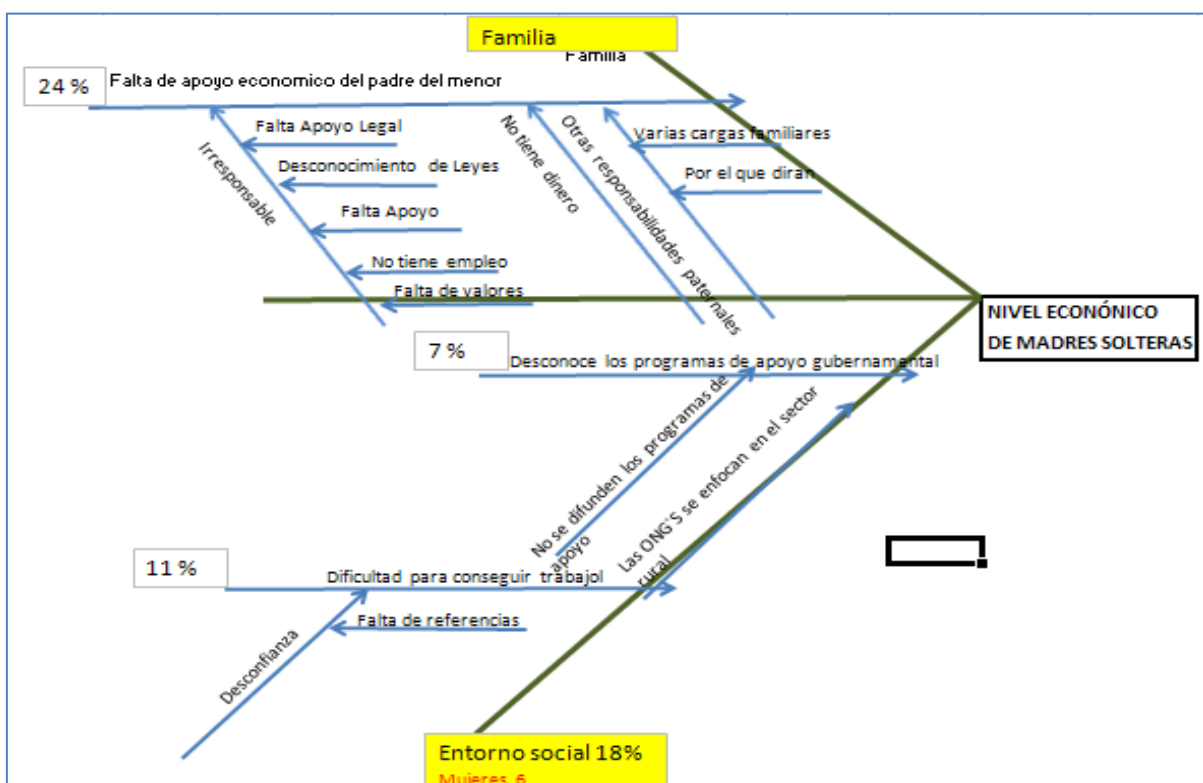 Familia
Familia
24 %
Falta de apoyo economico del padre del menor
Falta Apoyo Legal
Desconocimiento de Leyes
Falta Apoyo
No tiene empleo
Falta de valores
Irresponsable
No tiene dinero
Otras responsabilidades paternales
Varias cargas familiares
Por el que diran
NIVEL ECONÓNICO
DE MADRES SOLTERAS
7 %
Desconoce los programas de apoyo gubernamental
No se difunden los programas de
apoyo
Las ONG´S se enfocan en el sector
rural
11 %
Dificultad para conseguir trabajol
Falta de referencias
Desconfianza
Entorno social 18%
Mujeres 6